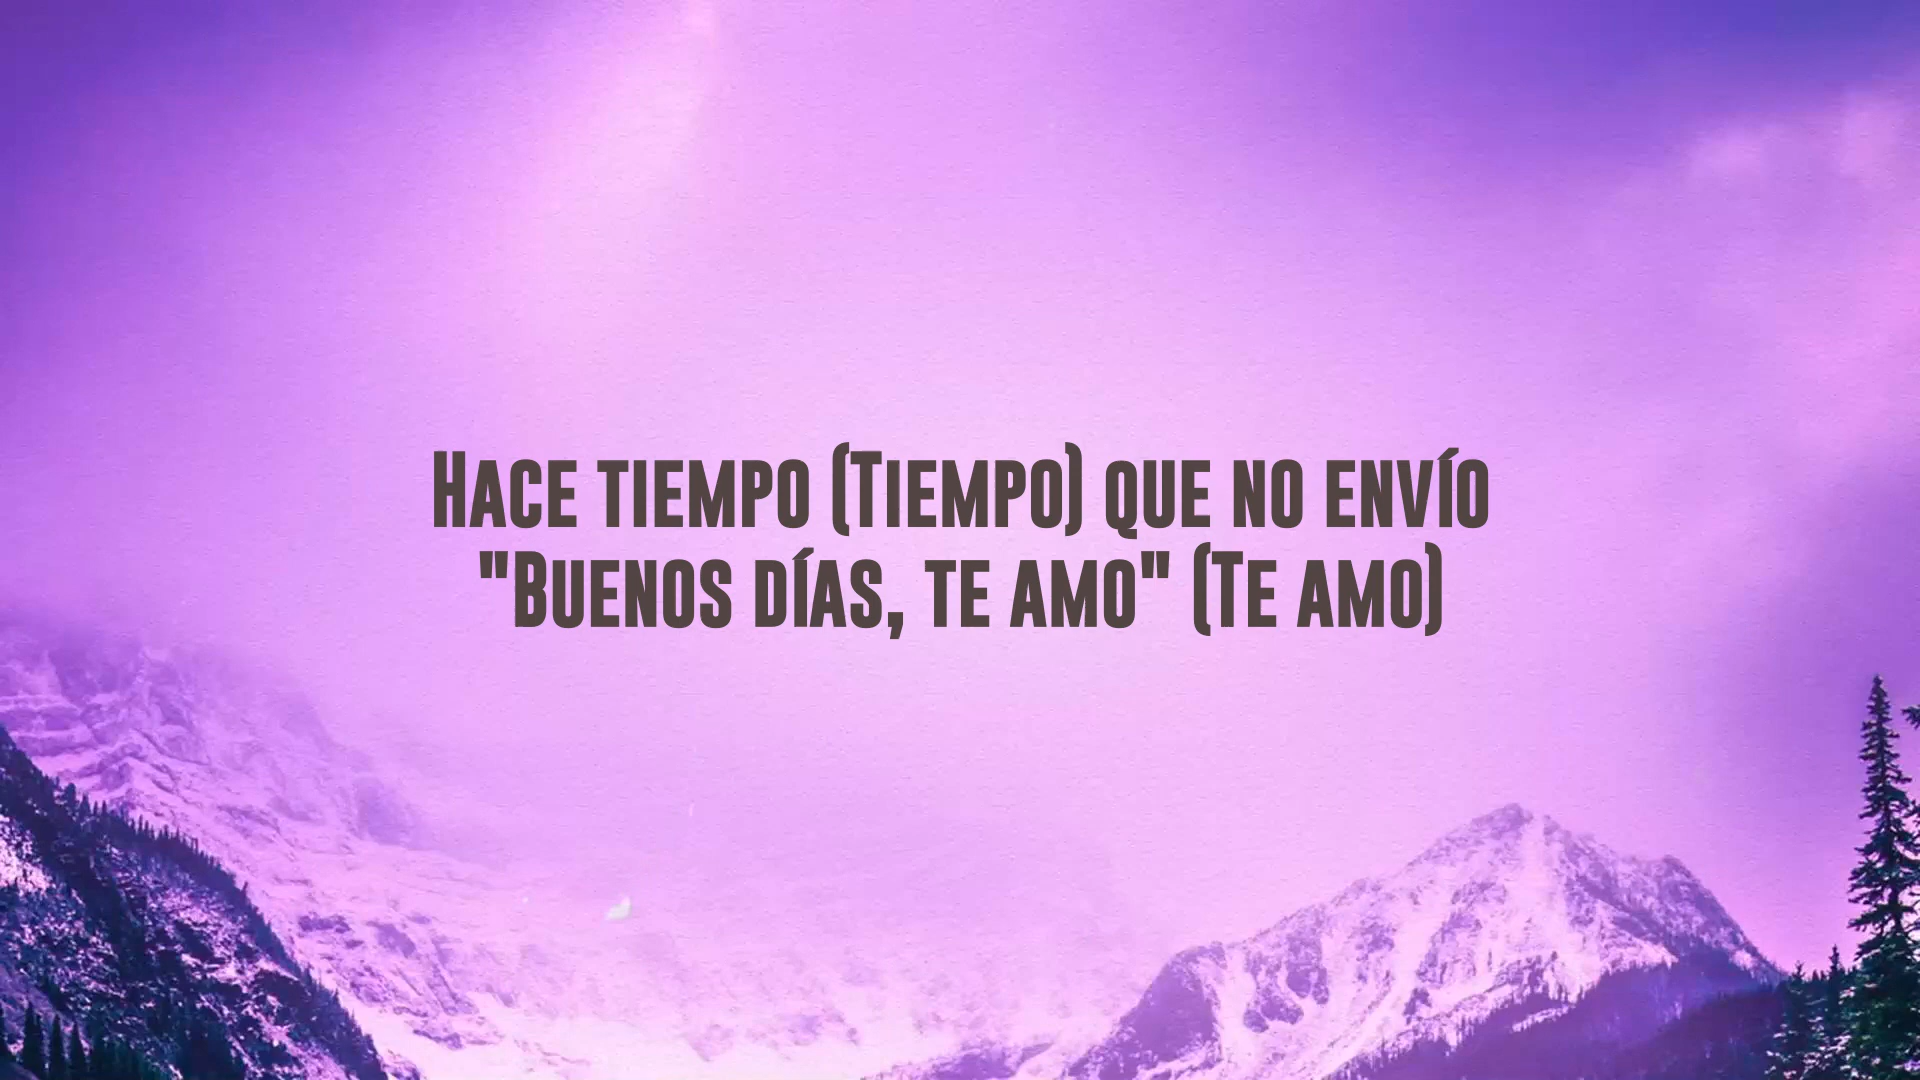 Hace tiempo (Tiempo) que no envío
"Buenos días, te amo" (Te amo)